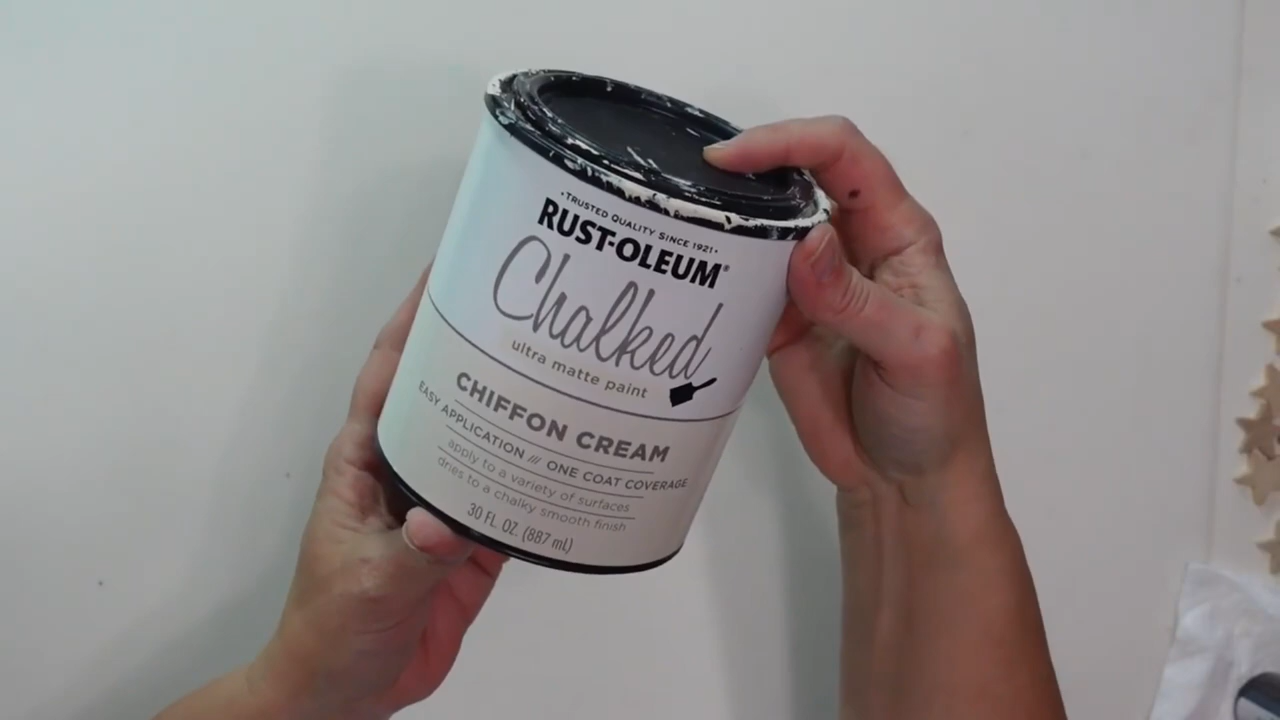 •TRUSTED QUALITY SINCE 1921•
RUST-OLEUM®
Chalked
ultra matte paint
CHIFFON CREAM
EASY APPLICATION /// ONE COAT COVERAGE
apply to a variety of surfaces
dries to a chalky smooth finish
30 FL. OZ. (887 mL)